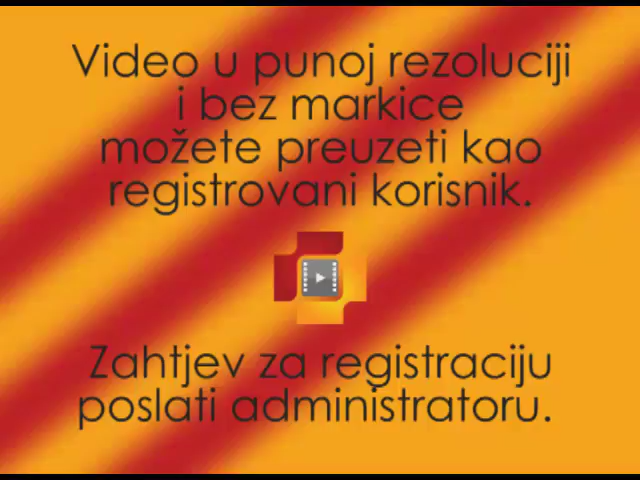 Video u punoj rezoluciji
i bez markice
možete preuzeti kao
registrovani korisnik.
Zahtjev za registraciju
poslati administratoru.